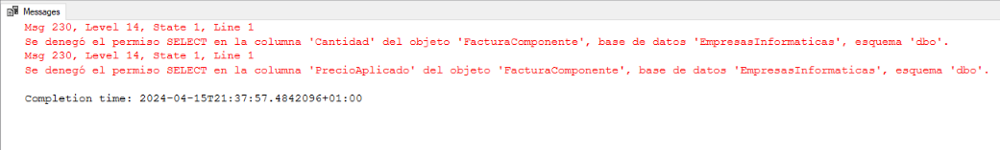 Messages
Msg 230, Level 14, State 1, Line 1
Se denegó el permiso SELECT en la columna 'Cantidad' del objeto 'FacturaComponente', base de datos 'EmpresasInformaticas', esquema 'dbo'.
Msg 230, Level 14, State 1, Line 1
Se denegó el permiso SELECT en la columna 'PrecioAplicado' del objeto 'FacturaComponente', base de datos 'EmpresasInformaticas', esquema 'dbo'.
Completion time: 2024-04-15T21:37:57.4842096+01:00